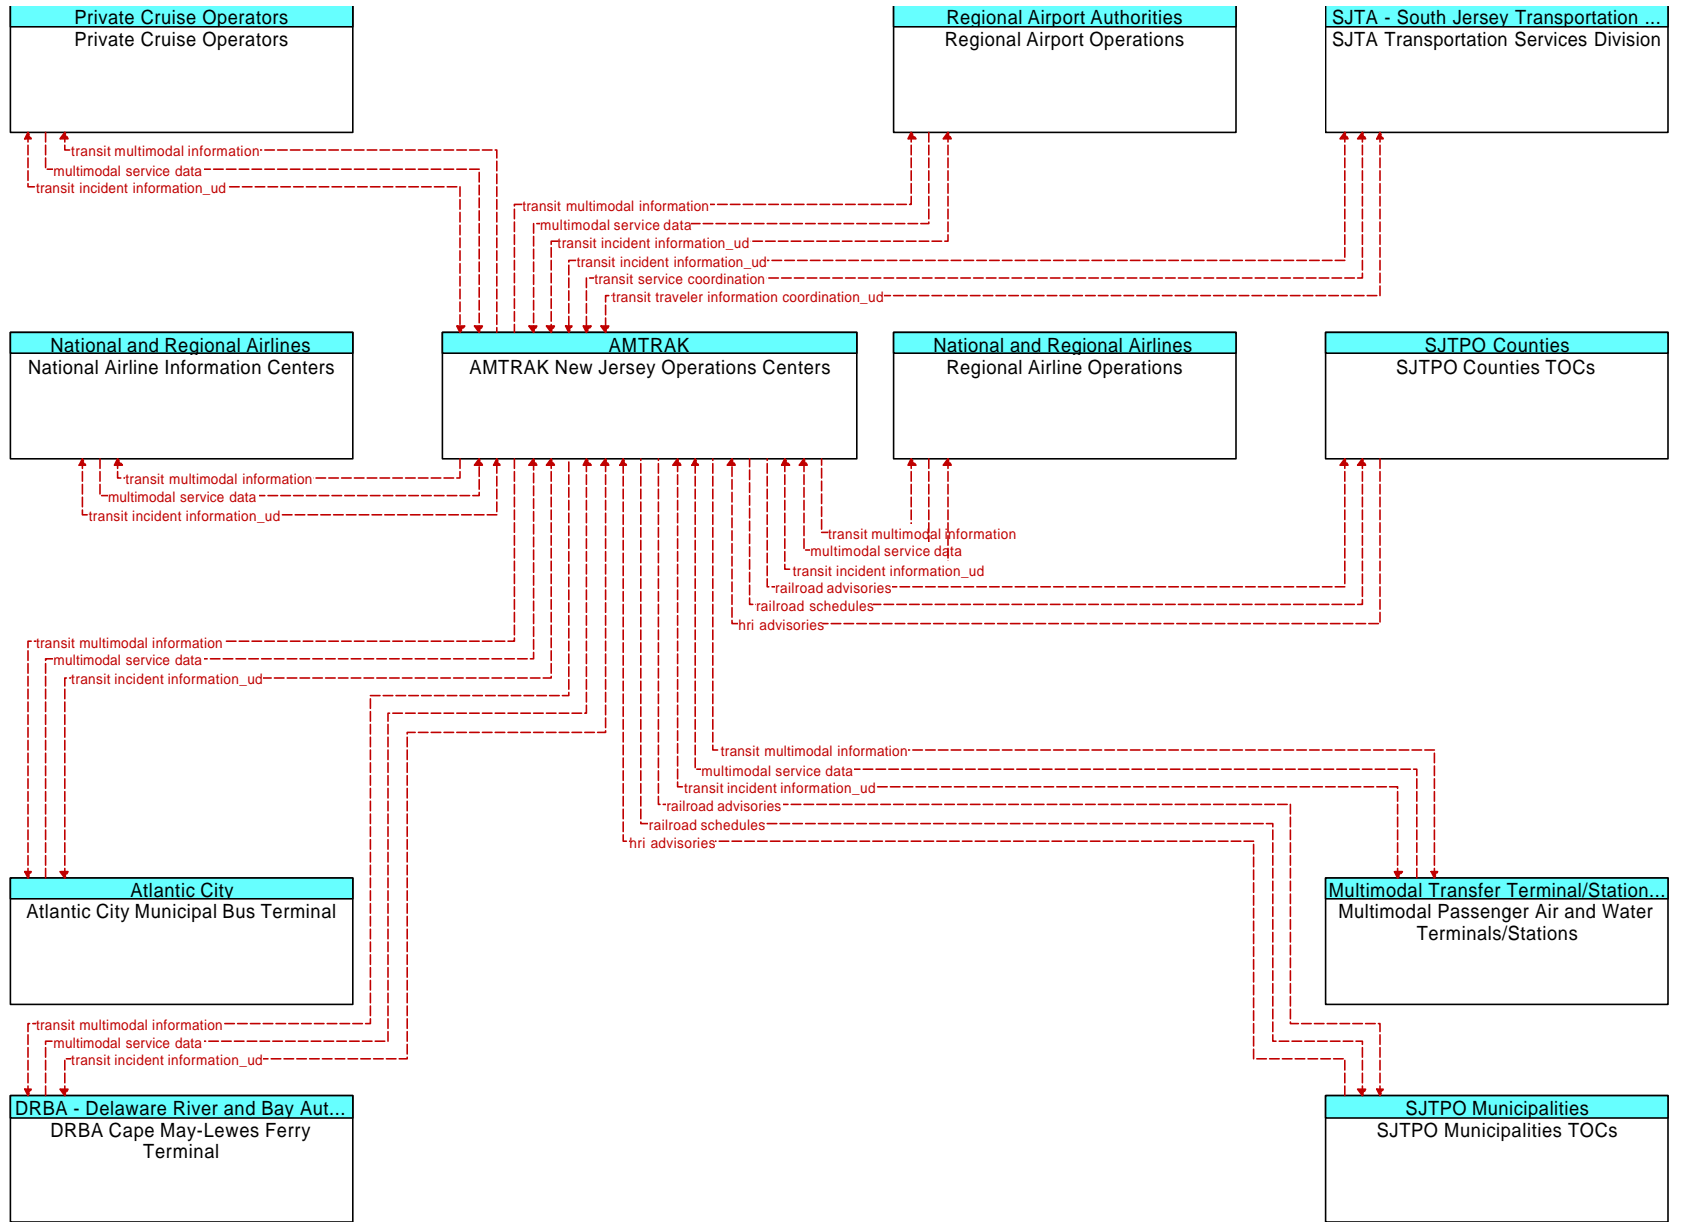 Private Cruise Operators
Private Cruise Operators
Regional Airport Authorities
Regional Airport Operations
SJTA - South Jersey Transportation ...
SJTA Transportation Services Division
transit multimodal information
multimodal service data
transit incident information_ud
transit multimodal information
multimodal service data
transit incident information_ud
transit incident information_ud
transit service coordination
transit traveler information coordination_ud
National and Regional Airlines
National Airline Information Centers
AMTRAK
AMTRAK New Jersey Operations Centers
National and Regional Airlines
Regional Airline Operations
SJTPO Counties
SJTPO Counties TOCs
transit multimodal information
multimodal service data
transit incident information_ud
transit multimodal information
multimodal service data
transit incident information_ud
railroad advisories
railroad schedules
hri advisories
transit multimodal information
multimodal service data
transit incident information_ud
transit multimodal information
multimodal service data
transit incident information_ud
railroad advisories
railroad schedules
hri advisories
Atlantic City
Atlantic City Municipal Bus Terminal
Multimodal Transfer Terminal/Station...
Multimodal Passenger Air and Water
Terminals/Stations
transit multimodal information
multimodal service data
transit incident information_ud
DRBA - Delaware River and Bay Aut...
DRBA Cape May-Lewes Ferry
Terminal
SJTPO Municipalities
SJTPO Municipalities TOCs